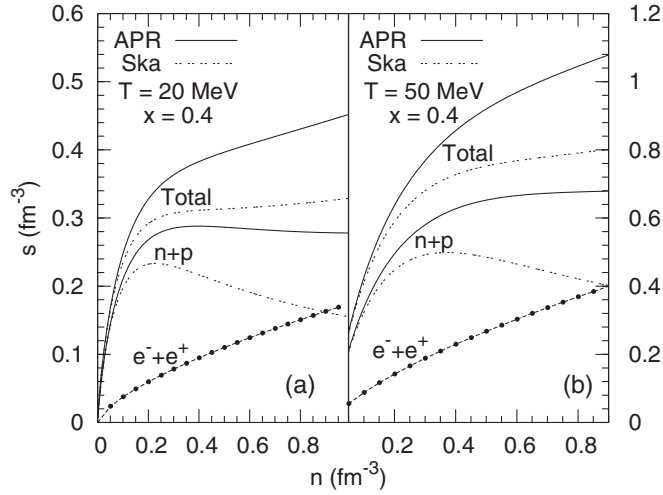 0.6
0.5
0.4
0.3
0.2
0.1
0
s (fm⁻³)
APR
Ska
T = 20 MeV
x = 0.4
Total
n+p
e⁻+e⁺
(a)
0 0.2 0.4 0.6 0.8
APR
Ska
T = 50 MeV
x = 0.4
Total
n+p
e⁻+e⁺
(b)
0.2 0.4 0.6 0.8
1.2
1
0.8
0.6
0.4
0.2
0
n (fm⁻³)